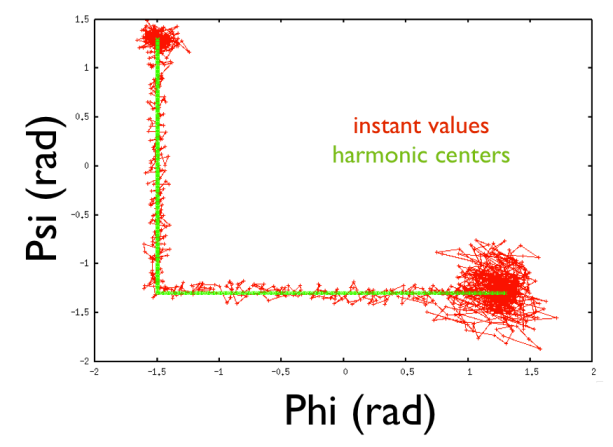 1.5
1
0.5
0
-0.5
-1
-1.5
-2
Psi (rad)
instant values
harmonic centers
-2 -1.5 -1 -0.5 0 0.5 1 1.5 2
Phi (rad)